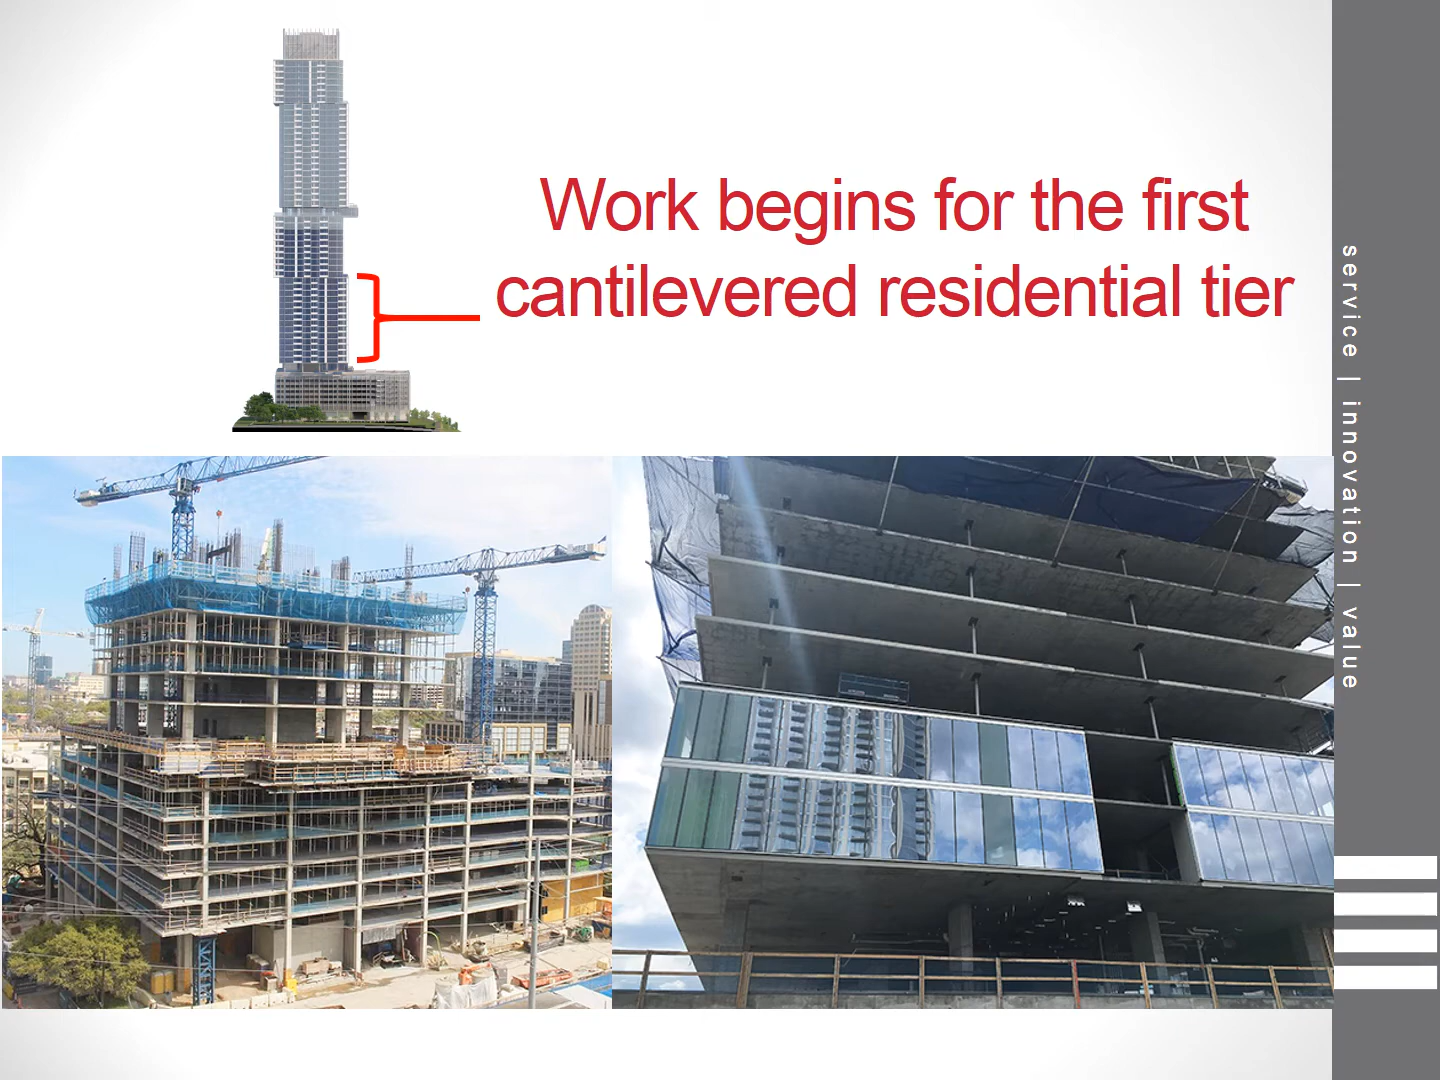 Work begins for the first
cantilevered residential tier
service | innovation | value